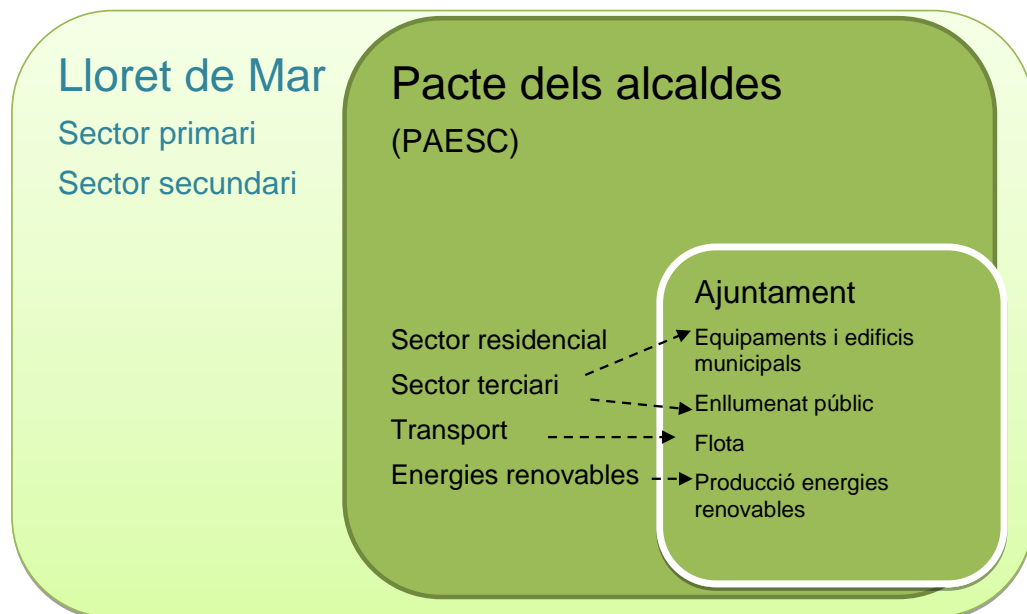 Lloret de Mar
Sector primari
Sector secundari
Pacte dels alcaldes
(PAESC)
Sector residencial
Sector terciari
Transport
Energies renovables
Ajuntament
Equipaments i edificis
municipals
Enllumenat públic
Flota
Producció energies
renovables